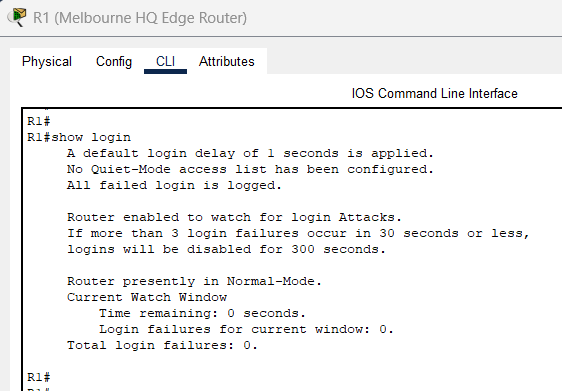 R1 (Melbourne HQ Edge Router)
Physical Config CLI Attributes
IOS Command Line Interface
R1#
R1#show login
A default login delay of 1 seconds is applied.
No Quiet-Mode access list has been configured.
All failed login is logged.
Router enabled to watch for login Attacks.
If more than 3 login failures occur in 30 seconds or less,
logins will be disabled for 300 seconds.
Router presently in Normal-Mode.
Current Watch Window
Time remaining: 0 seconds.
Login failures for current window: 0.
Total login failures: 0.
R1#
R1#